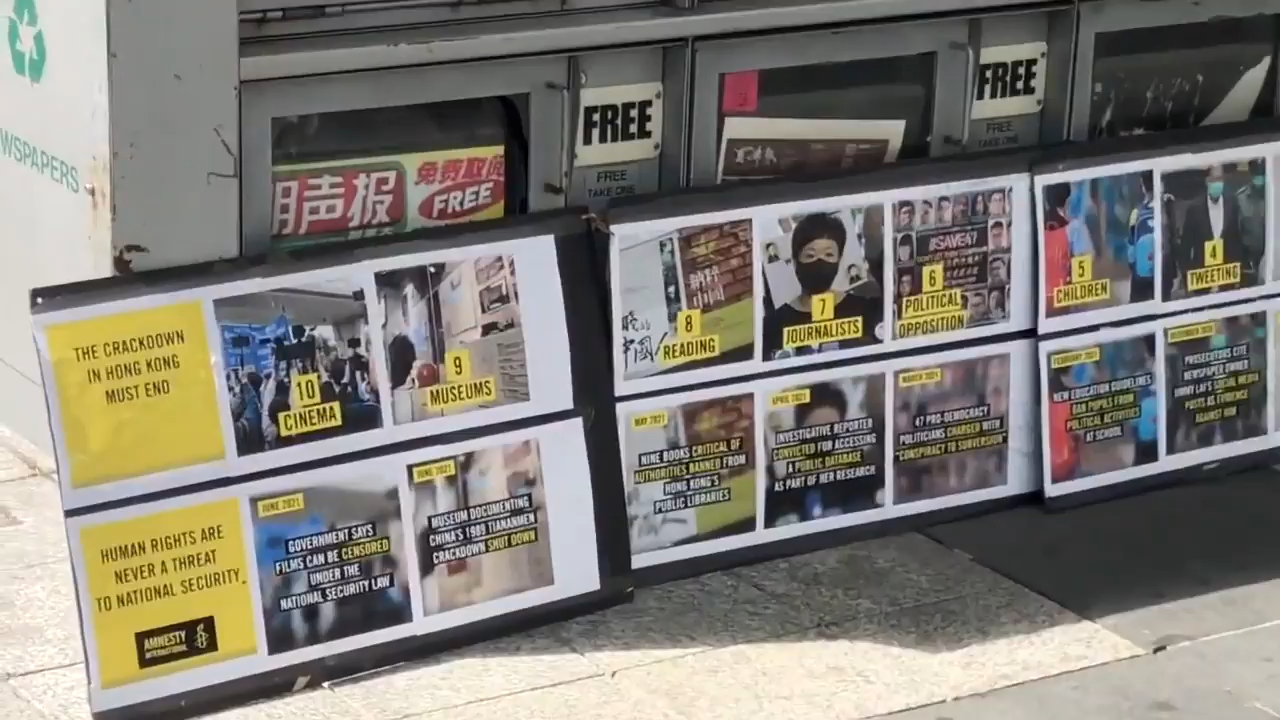 WSPAPERS
FREE
FREE
TAKE ONE
FREE
FREE
声报
免费取阅
FREE
THE CRACKDOWN
IN HONG KONG
MUST END
10
CINEMA
9
MUSEUMS
HUMAN RIGHTS ARE
NEVER A THREAT
TO NATIONAL SECURITY.
AMNESTY
INTERNATIONAL
JUNE 2021
GOVERNMENT SAYS
FILMS CAN BE CENSORED
UNDER THE
NATIONAL SECURITY LAW
JUNE 2021
MUSEUM DOCUMENTING
CHINA'S 1989 TIANANMEN
CRACKDOWN SHUT DOWN
8
READING
7
JOURNALISTS
#SAVE47
6
POLITICAL
OPPOSITION
MAY 2021
NINE BOOKS CRITICAL OF
AUTHORITIES BANNED FROM
HONG KONG'S
PUBLIC LIBRARIES
APRIL 2021
INVESTIGATIVE REPORTER
CONVICTED FOR ACCESSING
A PUBLIC DATABASE
AS PART OF HER RESEARCH
MARCH 2021
47 PRO-DEMOCRACY
POLITICIANS CHARGED WITH
"CONSPIRACY TO SUBVERSION"
5
CHILDREN
4
TWEETING
FEBRUARY 2021
NEW EDUCATION GUIDELINES
BAN PUPILS FROM
POLITICAL ACTIVITIES
AT SCHOOL
DECEMBER 2020
PROSECUTORS CITE
NEWSPAPER OWNER
JIMMY LAI'S SOCIAL MEDIA
POSTS AS EVIDENCE
AGAINST HIM